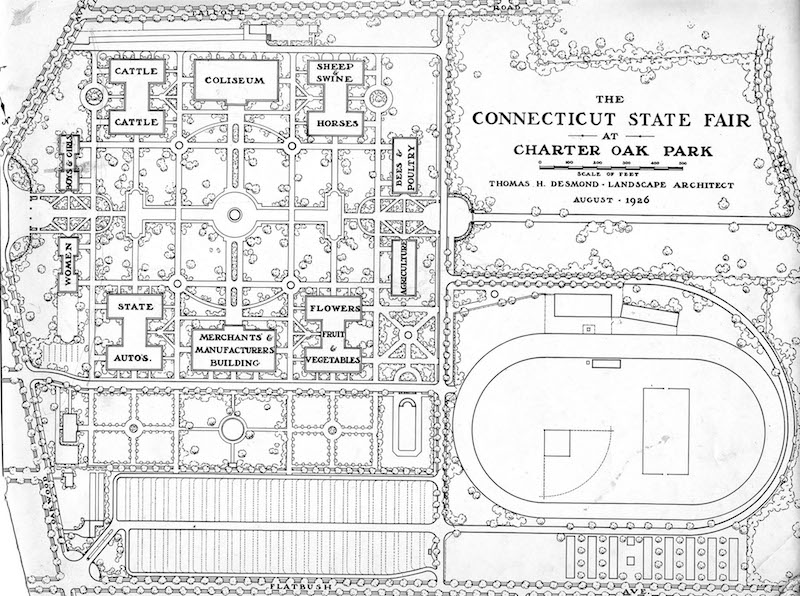 ROAD
THE
CONNECTICUT STATE FAIR
AT
CHARTER OAK PARK
0 100 200 300 400 500
SCALE OF FEET
THOMAS H. DESMOND · LANDSCAPE ARCHITECT
AUGUST · 1926
CATTLE
CATTLE
COLISEUM
SHEEP
&
SWINE
HORSES
BOYS & GIRLS
BEES &
POULTRY
WOMEN
AGRICULTURE
STATE
AUTO'S.
MERCHANTS &
MANUFACTURERS
BUILDING
FLOWERS
FRUIT
&
VEGETABLES
FLATBUSH AVE.